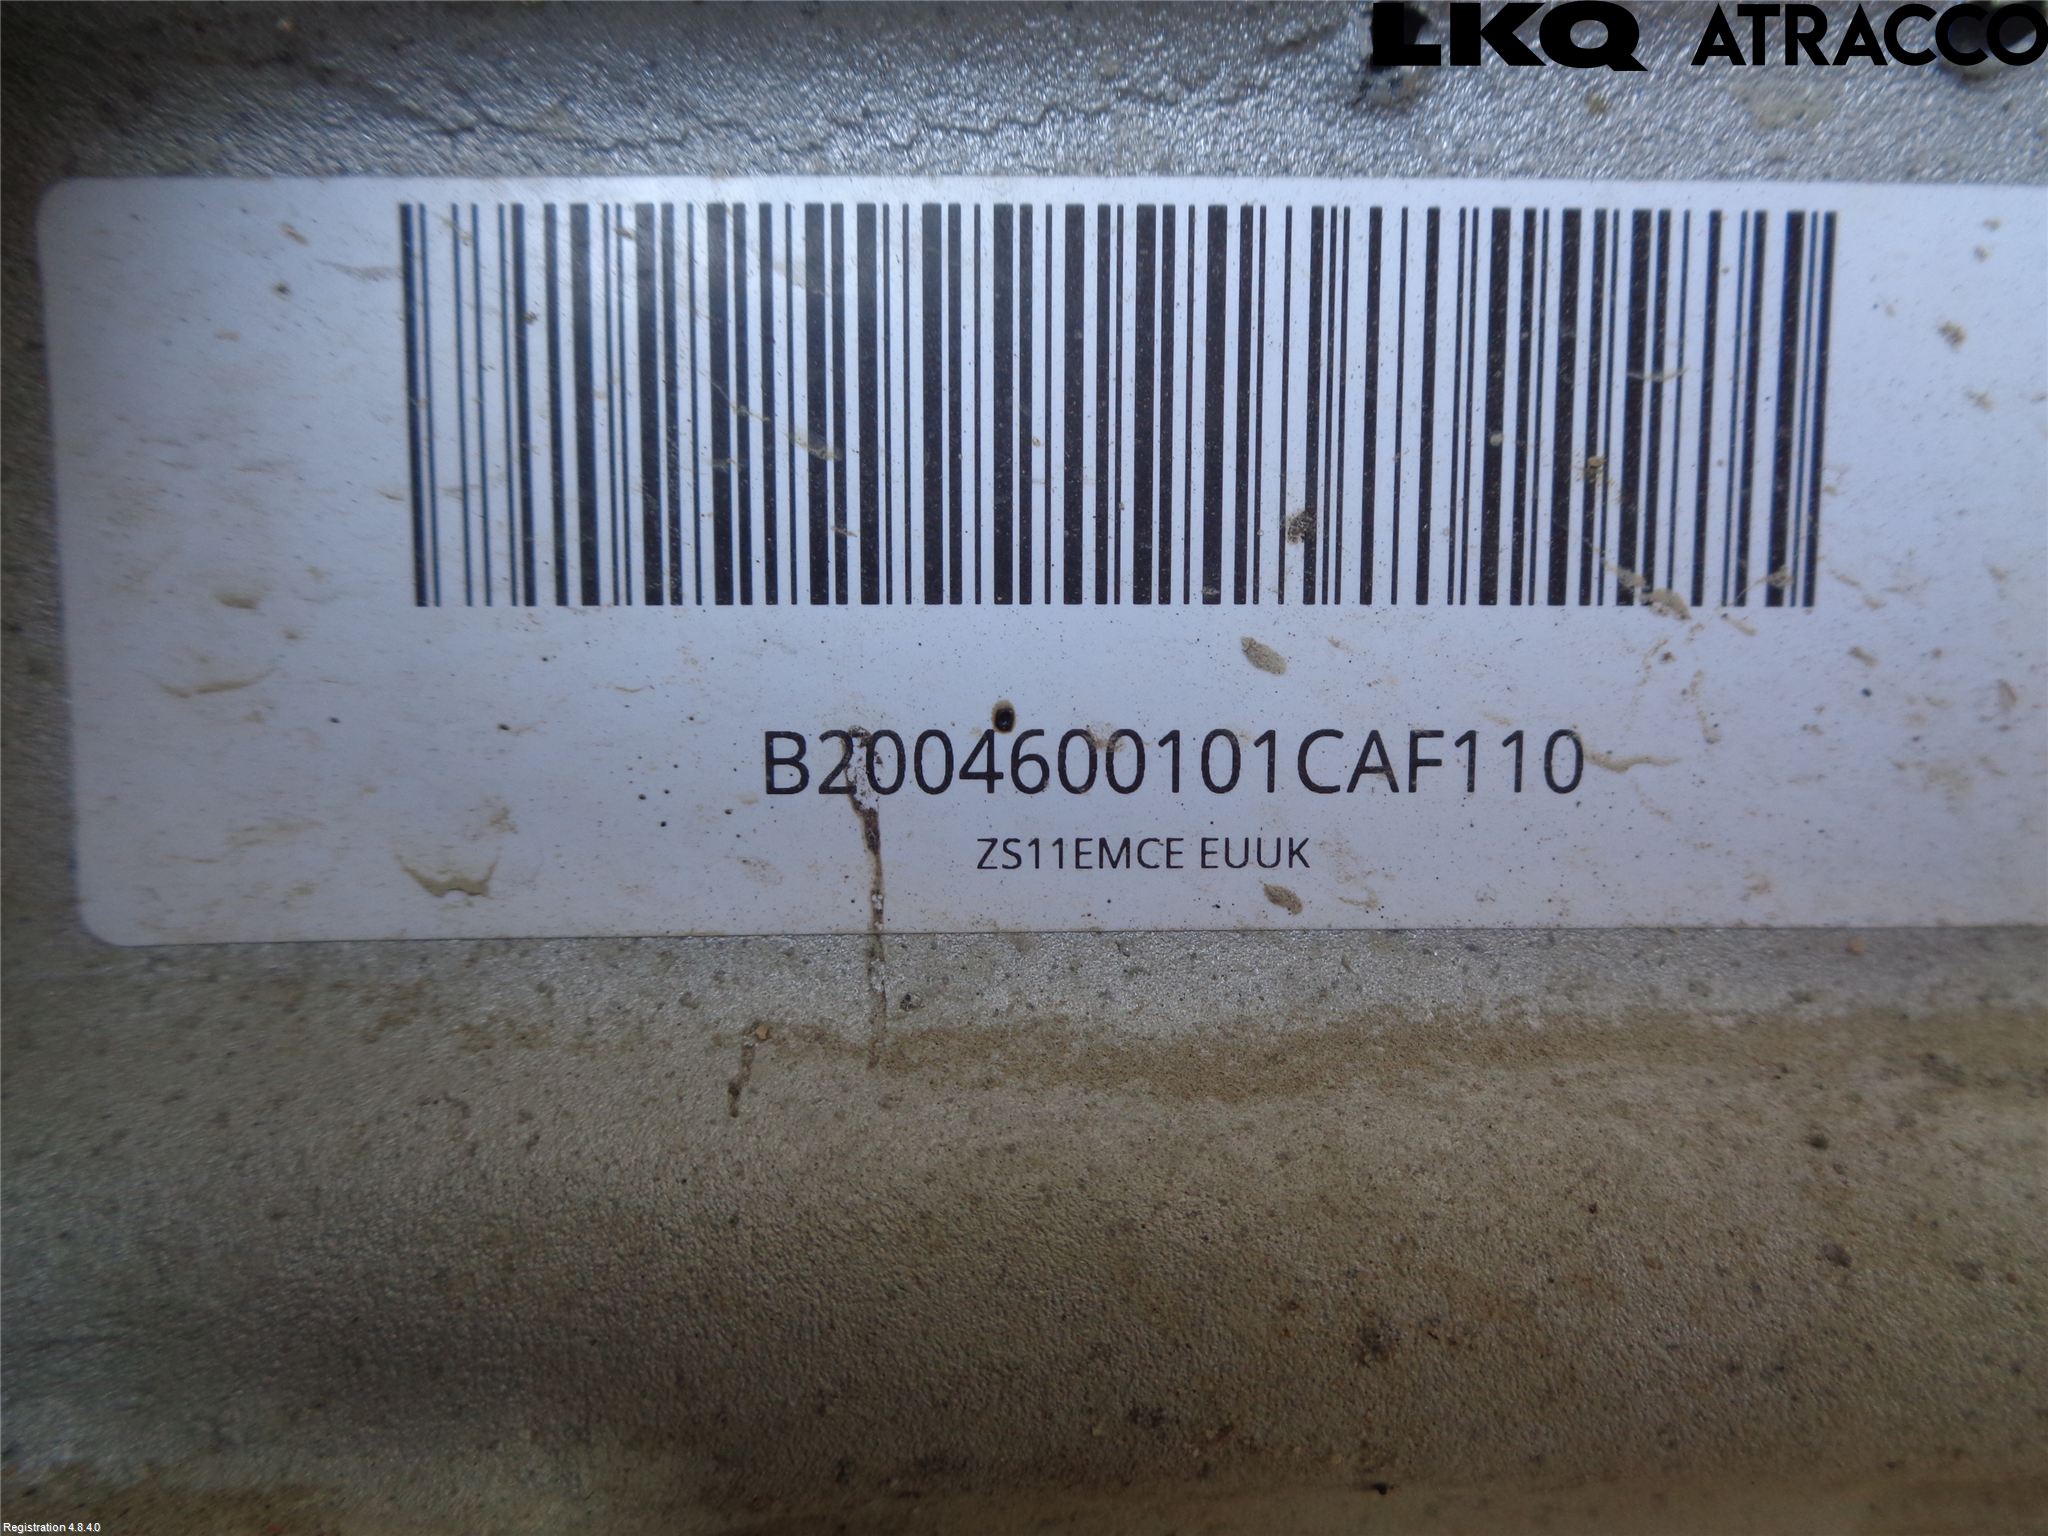 LKQ ATRACCO
B2004600101CAF110
ZS11EMCE EUUK
Registration 4.8.4.0